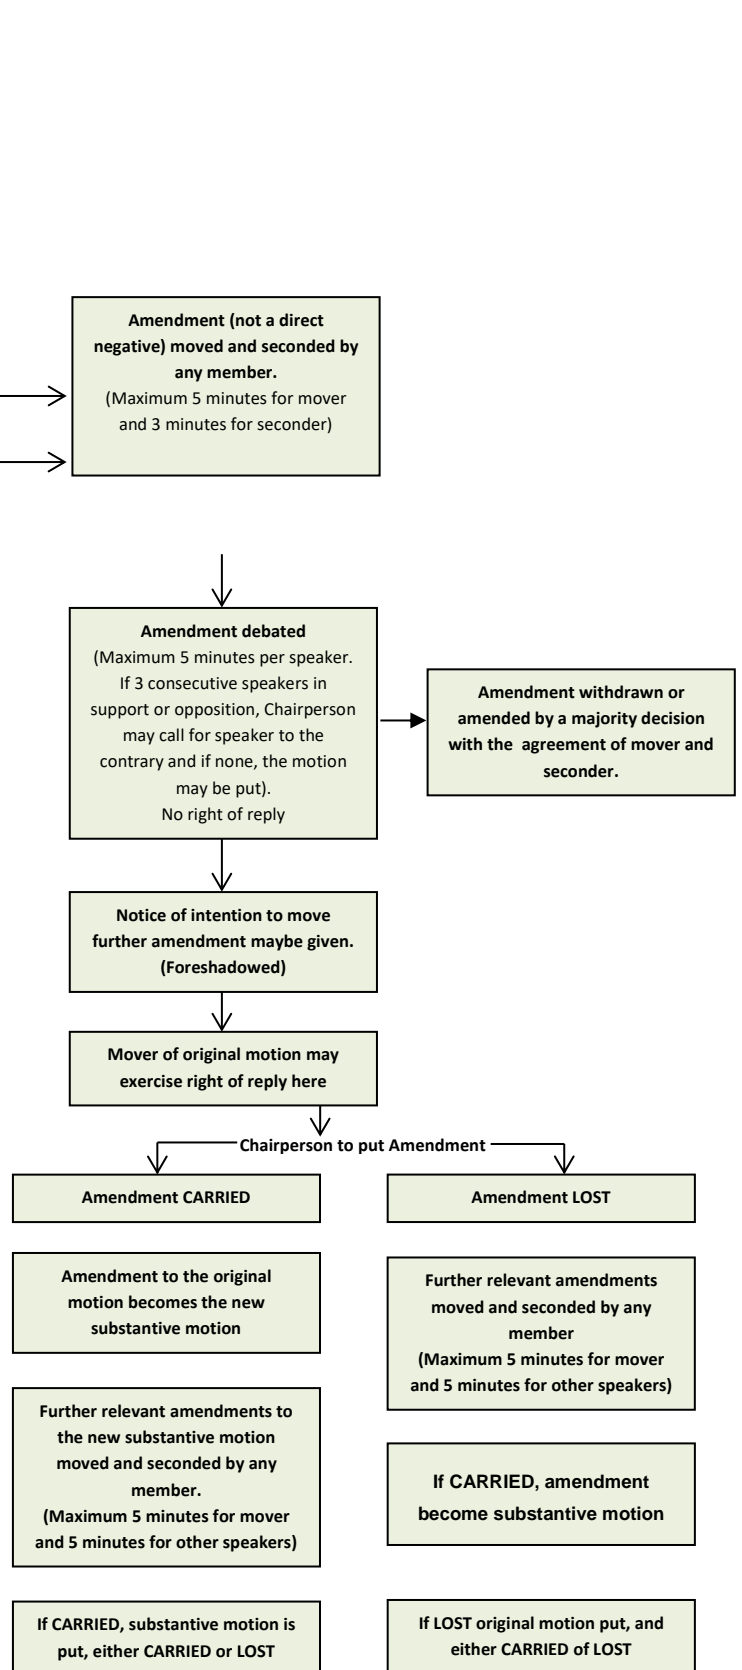 Amendment (not a direct
negative) moved and seconded by
any member.
(Maximum 5 minutes for mover
and 3 minutes for seconder)
Amendment debated
(Maximum 5 minutes per speaker.
If 3 consecutive speakers in
support or opposition, Chairperson
may call for speaker to the
contrary and if none, the motion
may be put).
No right of reply
Amendment withdrawn or
amended by a majority decision
with the agreement of mover and
seconder.
Notice of intention to move
further amendment maybe given.
(Foreshadowed)
Mover of original motion may
exercise right of reply here
Chairperson to put Amendment
Amendment CARRIED
Amendment to the original
motion becomes the new
substantive motion
Further relevant amendments to
the new substantive motion
moved and seconded by any
member.
(Maximum 5 minutes for mover
and 5 minutes for other speakers)
If CARRIED, substantive motion is
put, either CARRIED or LOST
Amendment LOST
Further relevant amendments
moved and seconded by any
member
(Maximum 5 minutes for mover
and 5 minutes for other speakers)
If CARRIED, amendment
become substantive motion
If LOST original motion put, and
either CARRIED of LOST